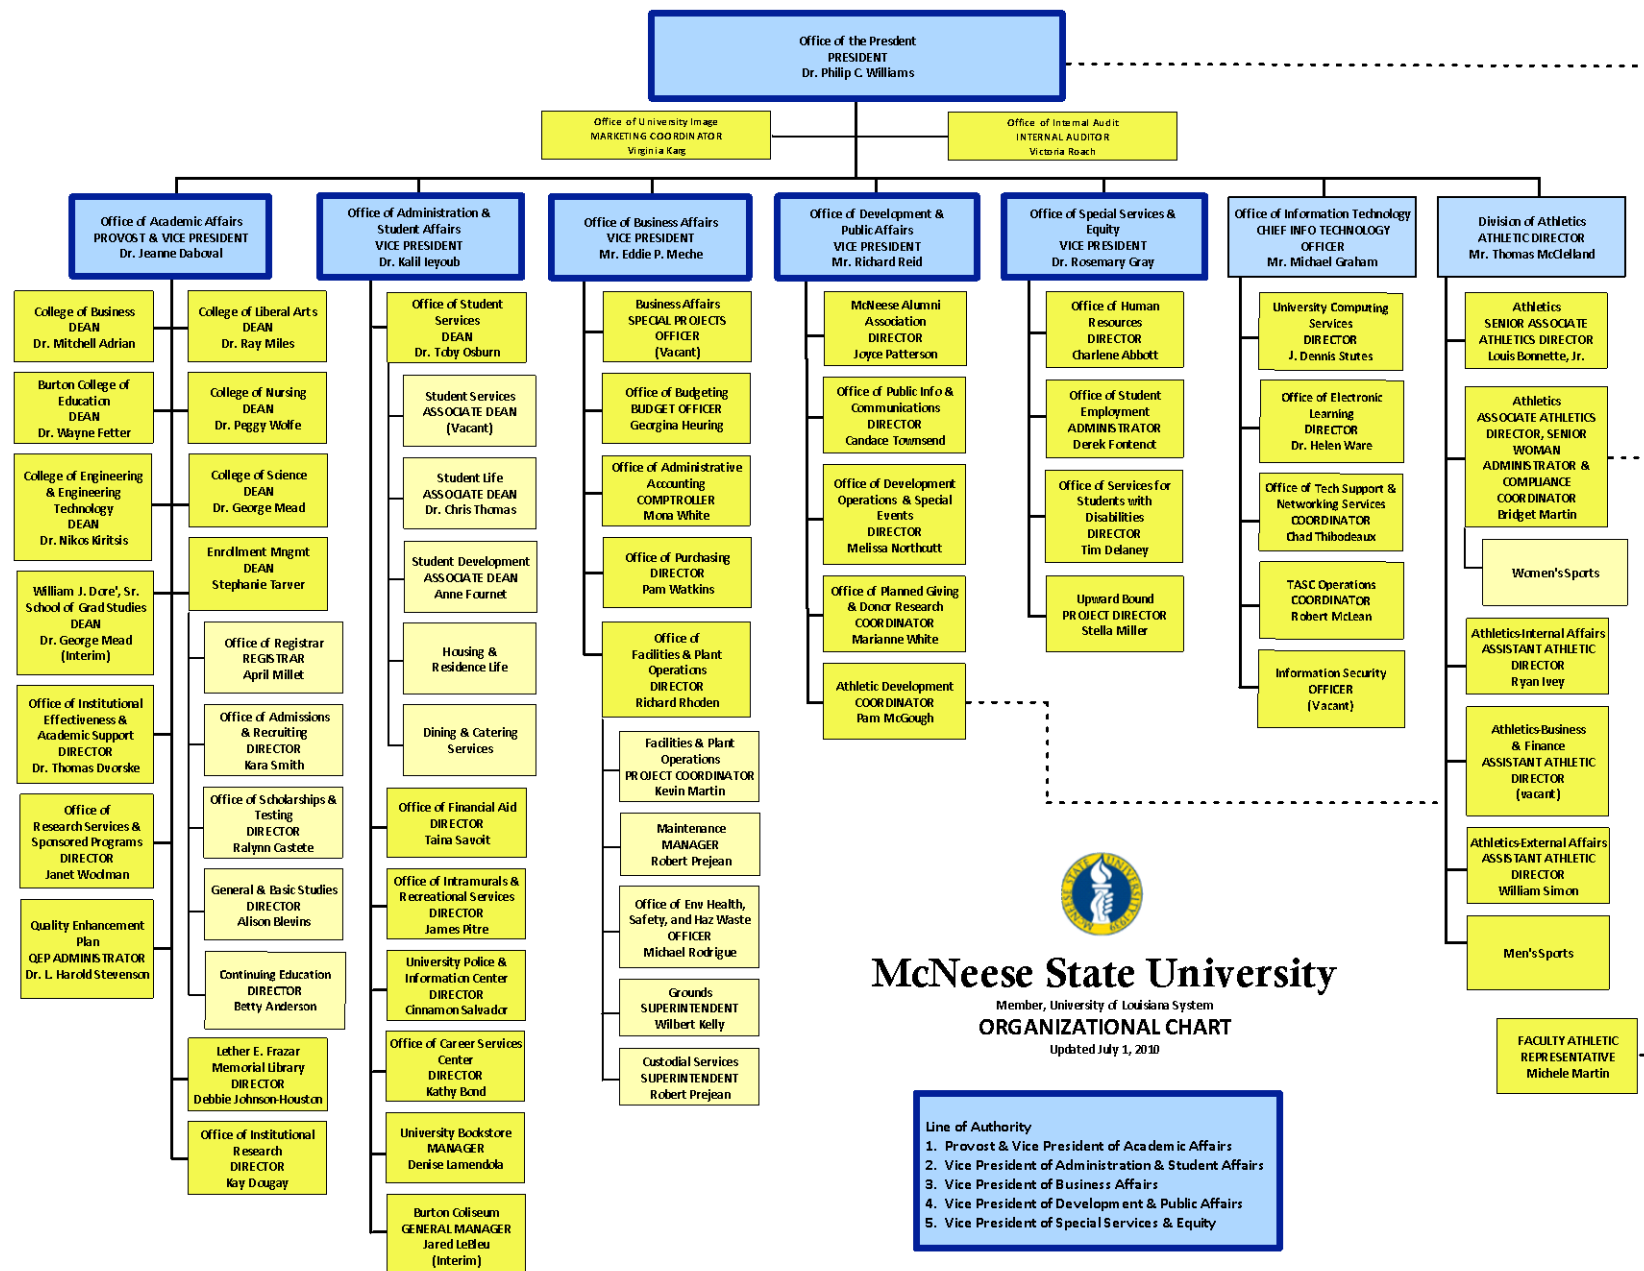 Office of the Presdent
PRESIDENT
Dr. Philip C. Williams
Office of University Image
MARKETING COORDINATOR
Virginia Karg
Office of Internal Audit
INTERNAL AUDITOR
Victoria Roach
Office of Academic Affairs
PROVOST & VICE PRESIDENT
Dr. Jeanne Daboval
Office of Administration &
Student Affairs
VICE PRESIDENT
Dr. Kalil Ieyoub
Office of Business Affairs
VICE PRESIDENT
Mr. Eddie P. Meche
Office of Development &
Public Affairs
VICE PRESIDENT
Mr. Richard Reid
Office of Special Services &
Equity
VICE PRESIDENT
Dr. Rosemary Gray
Office of Information Technology
CHIEF INFO TECHNOLOGY
OFFICER
Mr. Michael Graham
Division of Athletics
ATHLETIC DIRECTOR
Mr. Thomas McClelland
College of Business
DEAN
Dr. Mitchell Adrian
College of Liberal Arts
DEAN
Dr. Ray Miles
Burton College of
Education
DEAN
Dr. Wayne Fetter
College of Nursing
DEAN
Dr. Peggy Wolfe
College of Engineering
& Engineering
Technology
DEAN
Dr. Nikos Kiritsis
College of Science
DEAN
Dr. George Mead
Enrollment Mngmt
DEAN
Stephanie Tarver
William J. Dore', Sr.
School of Grad Studies
DEAN
Dr. George Mead
(Interim)
Office of Registrar
REGISTRAR
April Millet
Office of Institutional
Effectiveness &
Academic Support
DIRECTOR
Dr. Thomas Dvorske
Office of Admissions
& Recruiting
DIRECTOR
Kara Smith
Office of
Research Services &
Sponsored Programs
DIRECTOR
Janet Woolman
Office of Scholarships &
Testing
DIRECTOR
Ralynn Castete
General & Basic Studies
DIRECTOR
Alison Blevins
Quality Enhancement
Plan
QEP ADMINISTRATOR
Dr. L. Harold Stevenson
Continuing Education
DIRECTOR
Betty Anderson
Lether E. Frazar
Memorial Library
DIRECTOR
Debbie Johnson-Houston
Office of Institutional
Research
DIRECTOR
Kay Dougay
Office of Student
Services
DEAN
Dr. Toby Osburn
Student Services
ASSOCIATE DEAN
(Vacant)
Student Life
ASSOCIATE DEAN
Dr. Chris Thomas
Student Development
ASSOCIATE DEAN
Anne Fournet
Housing &
Residence Life
Dining & Catering
Services
Office of Financial Aid
DIRECTOR
Taina Savoit
Office of Intramurals &
Recreational Services
DIRECTOR
James Pitre
University Police &
Information Center
DIRECTOR
Cinnamon Salvador
Office of Career Services
Center
DIRECTOR
Kathy Bond
University Bookstore
MANAGER
Denise Lamendola
Burton Coliseum
GENERAL MANAGER
Jared LeBleu
(Interim)
Business Affairs
SPECIAL PROJECTS
OFFICER
(Vacant)
Office of Budgeting
BUDGET OFFICER
Georgina Heuring
Office of Administrative
Accounting
COMPTROLLER
Mona White
Office of Purchasing
DIRECTOR
Pam Watkins
Office of
Facilities & Plant
Operations
DIRECTOR
Richard Rhoden
Facilities & Plant
Operations
PROJECT COORDINATOR
Kevin Martin
Maintenance
MANAGER
Robert Prejean
Office of Env Health,
Safety, and Haz Waste
OFFICER
Michael Rodrigue
Grounds
SUPERINTENDENT
Wilbert Kelly
Custodial Services
SUPERINTENDENT
Robert Prejean
McNeese Alumni
Association
DIRECTOR
Joyce Patterson
Office of Public Info &
Communications
DIRECTOR
Candace Townsend
Office of Development
Operations & Special
Events
DIRECTOR
Melissa Northcutt
Office of Planned Giving
& Donor Research
COORDINATOR
Marianne White
Athletic Development
COORDINATOR
Pam McGough
Office of Human
Resources
DIRECTOR
Charlene Abbott
Office of Student
Employment
ADMINISTRATOR
Derek Fontenot
Office of Services for
Students with
Disabilities
DIRECTOR
Tim Delaney
Upward Bound
PROJECT DIRECTOR
Stella Miller
University Computing
Services
DIRECTOR
J. Dennis Stutes
Office of Electronic
Learning
DIRECTOR
Dr. Helen Ware
Office of Tech Support &
Networking Services
COORDINATOR
Chad Thibodeaux
TASC Operations
COORDINATOR
Robert McLean
Information Security
OFFICER
(Vacant)
Athletics
SENIOR ASSOCIATE
ATHLETICS DIRECTOR
Louis Bonnette, Jr.
Athletics
ASSOCIATE ATHLETICS
DIRECTOR, SENIOR
WOMAN
ADMINISTRATOR &
COMPLIANCE
COORDINATOR
Bridget Martin
Women's Sports
Athletics-Internal Affairs
ASSISTANT ATHLETIC
DIRECTOR
Ryan Ivey
Athletics-Business
& Finance
ASSISTANT ATHLETIC
DIRECTOR
(vacant)
Athletics-External Affairs
ASSISTANT ATHLETIC
DIRECTOR
William Simon
Men's Sports
FACULTY ATHLETIC
REPRESENTATIVE
Michele Martin
McNEESE STATE UNIVERSITY-1939
McNeese State University
Member, University of Louisiana System
ORGANIZATIONAL CHART
Updated July 1, 2010
Line of Authority
1. Provost & Vice President of Academic Affairs
2. Vice President of Administration & Student Affairs
3. Vice President of Business Affairs
4. Vice President of Development & Public Affairs
5. Vice President of Special Services & Equity